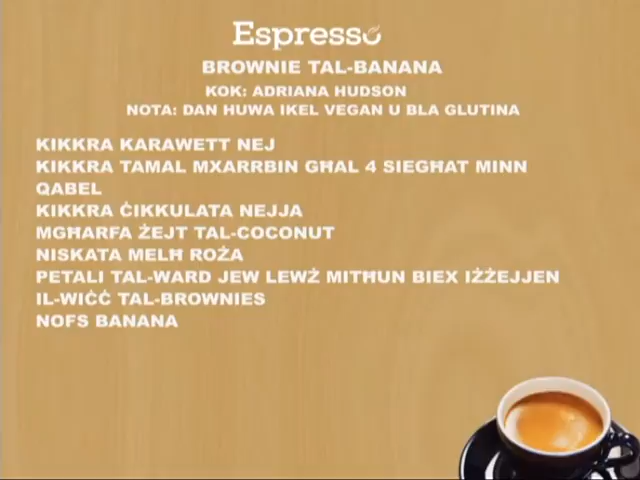 Espresso
BROWNIE TAL-BANANA
KOK: ADRIANA HUDSON
NOTA: DAN HUWA IKEL VEGAN U BLA GLUTINA
KIKKRA KARAWETT NEJ
KIKKRA TAMAL MXARRBIN GĦAL 4 SIEGĦAT MINN
QABEL
KIKKRA ĊIKKULATA NEJJA
MGĦARFA ŻEJT TAL-COCONUT
NISKATA MELĦ ROŻA
PETALI TAL-WARD JEW LEWŻ MITĦUN BIEX IŻŻEJJEN
IL-WIĊĊ TAL-BROWNIES
NOFS BANANA